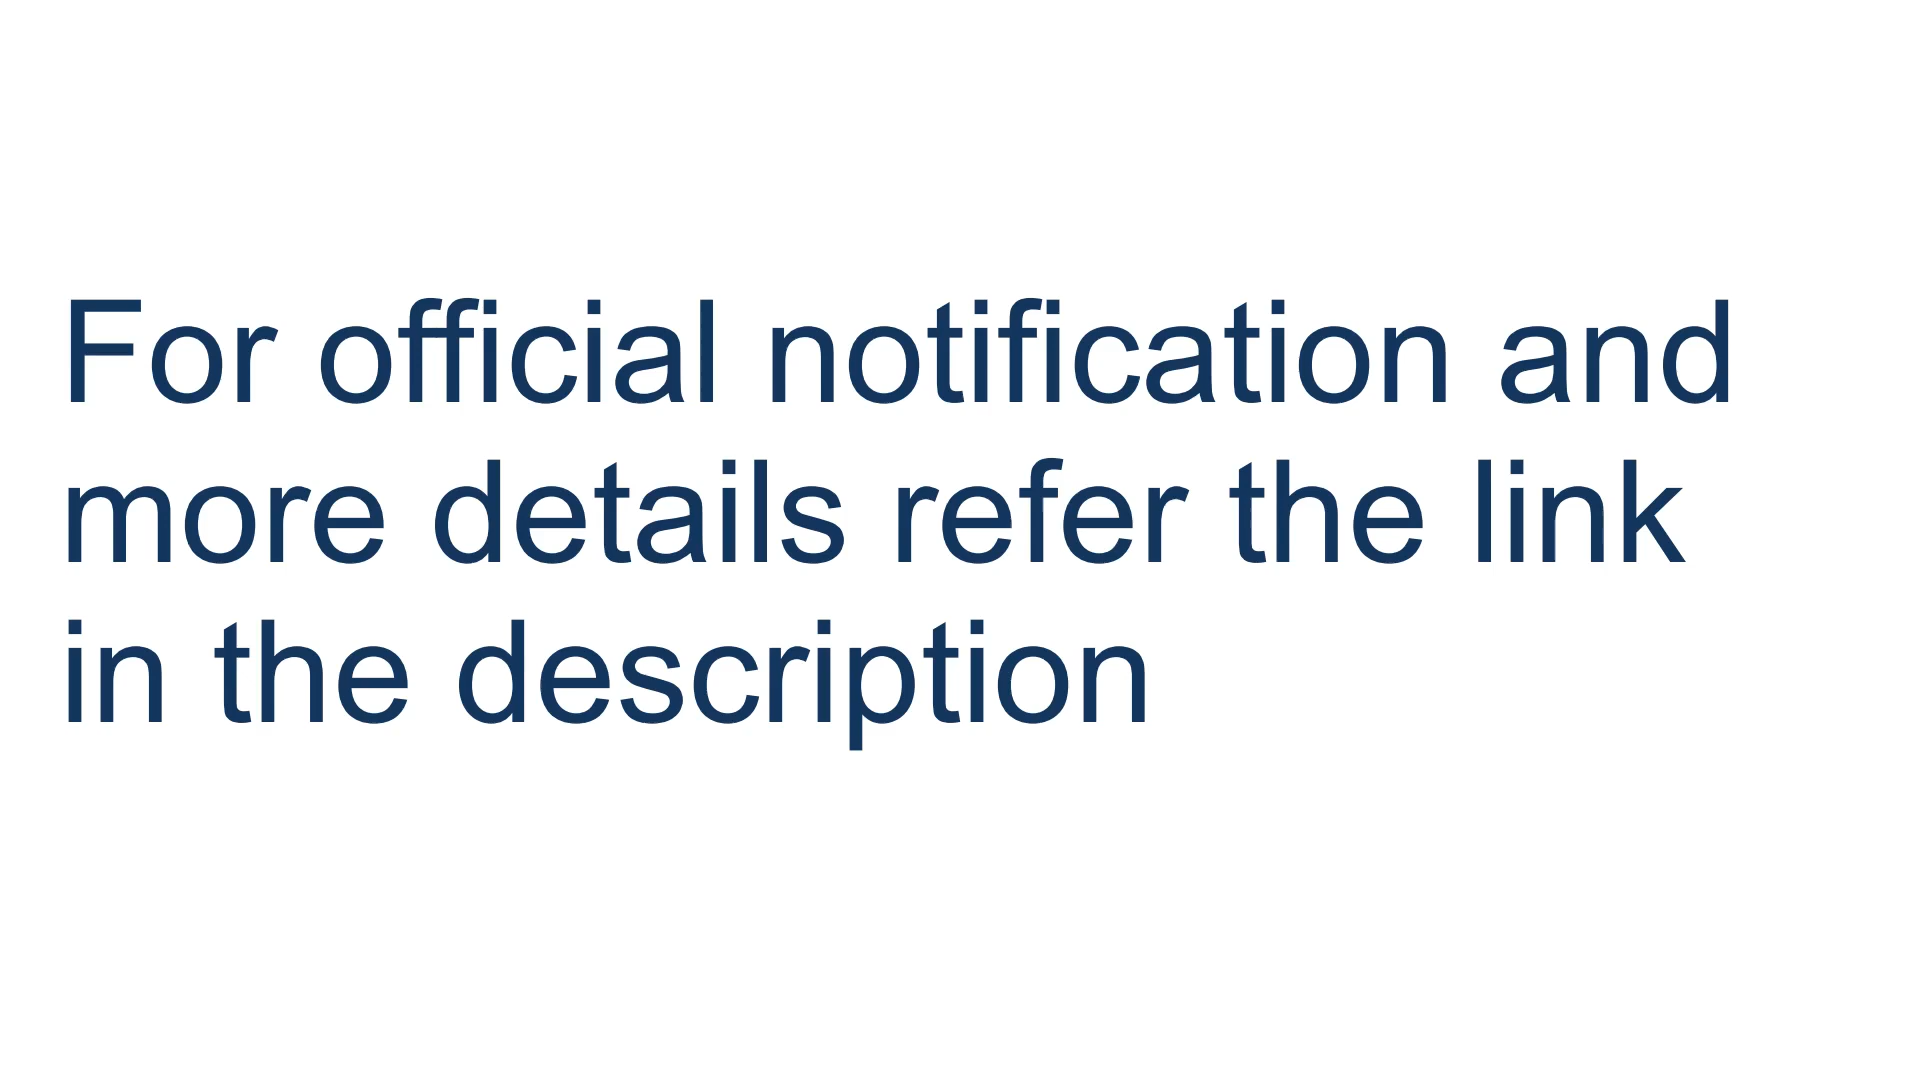 For official notification and
more details refer the link
in the description